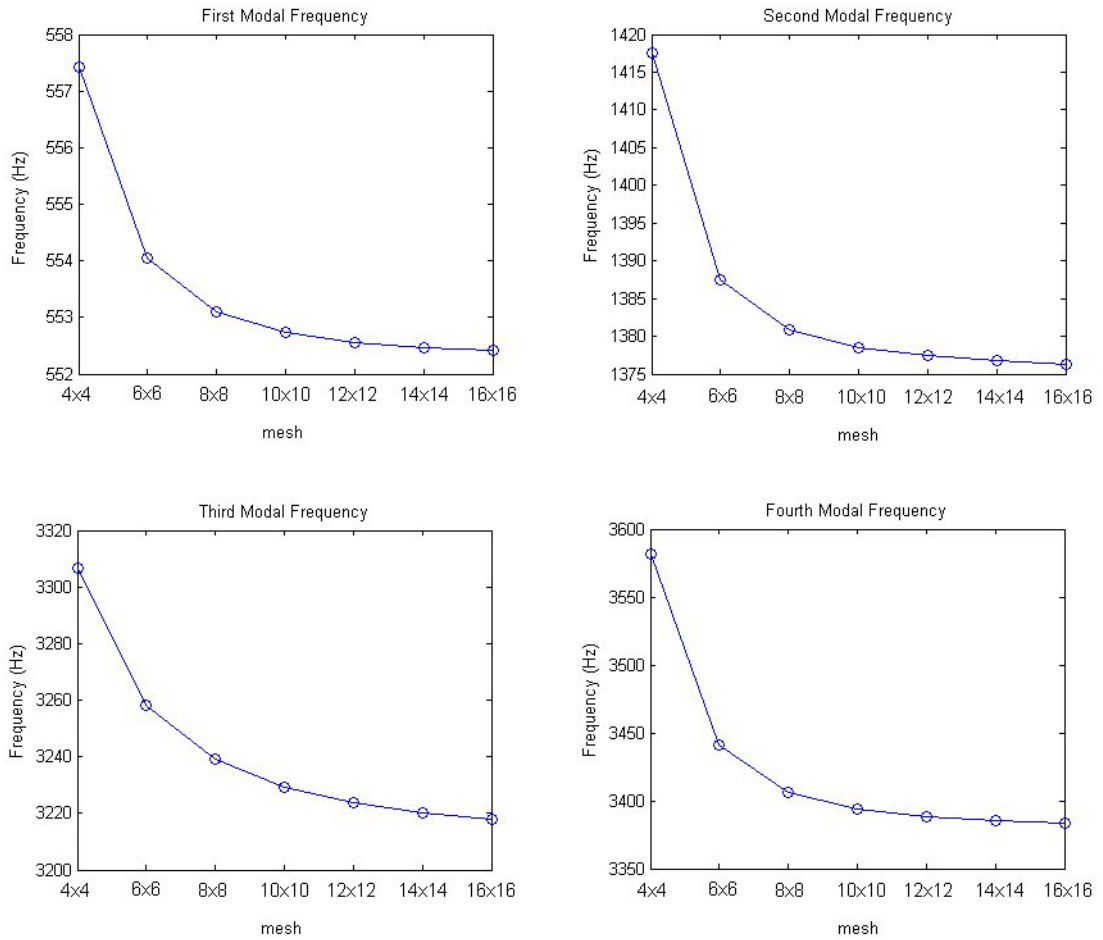 First Modal Frequency
558
557
556
555
554
553
552
Frequency (Hz)
4x4 6x6 8x8 10x10 12x12 14x14 16x16
mesh
Second Modal Frequency
1420
1415
1410
1405
1400
1395
1390
1385
1380
1375
Frequency (Hz)
4x4 6x6 8x8 10x10 12x12 14x14 16x16
mesh
Third Modal Frequency
3320
3300
3280
3260
3240
3220
3200
Frequency (Hz)
4x4 6x6 8x8 10x10 12x12 14x14 16x16
mesh
Fourth Modal Frequency
3600
3550
3500
3450
3400
3350
Frequency (Hz)
4x4 6x6 8x8 10x10 12x12 14x14 16x16
mesh